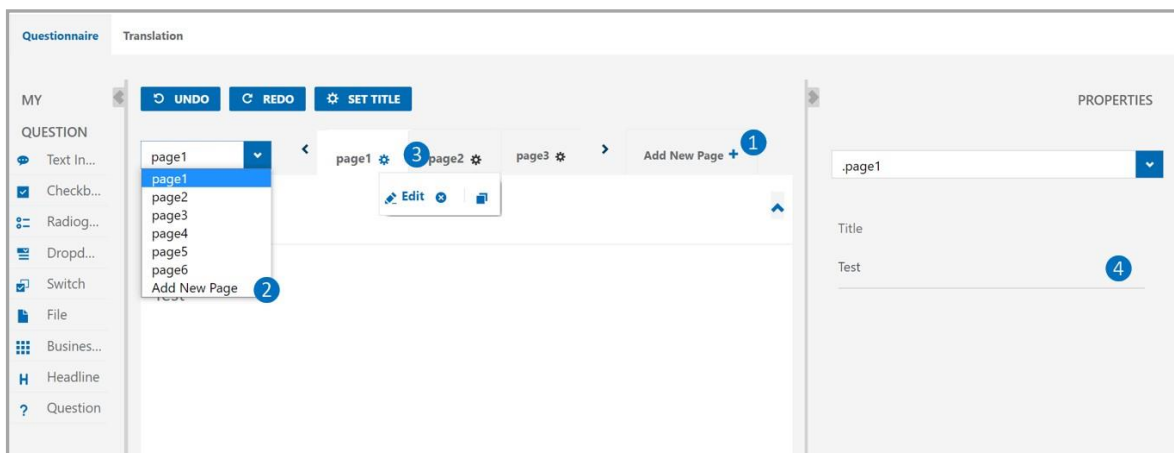 Questionnaire Translation
MY
QUESTION
Text In...
Checkb...
Radiog...
Dropd...
Switch
File
Busines...
Headline
Question
UNDO REDO SET TITLE
page1
page1 3 page2 page3 Add New Page + 1
page1
page2
page3
page4
page5
page6
Add New Page 2
Edit
Test
PROPERTIES
.page1
Title
Test 4